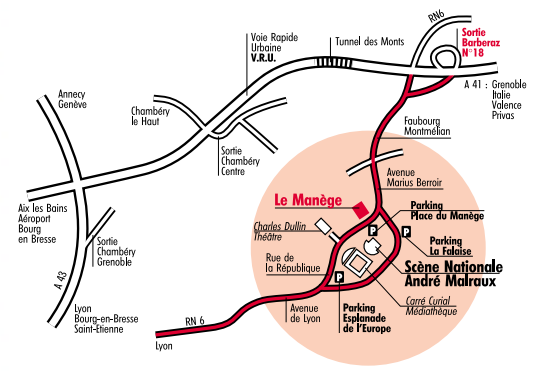 RN6
Sortie
Barberaz
N°18
Voie Rapide
Urbaine
V.R.U.
Tunnel des Monts
A 41 : Grenoble
Italie
Valence
Privas
Annecy
Genève
Chambéry
le Haut
Faubourg
Montmélian
Sortie
Chambéry
Centre
Avenue
Marius Berroir
Aix les Bains
Aéroport
Bourg
en Bresse
Le Manège
Parking
Place du Manège
P
P
Charles Dullin
Théâtre
Sortie
Chambéry
Grenoble
Parking
La Falaise
Rue de
la République
Scène Nationale
André Malraux
P
A 43
Carré Curial
Médiathèque
Lyon
Bourg-en-Bresse
Saint-Etienne
Avenue
de Lyon
Parking
Esplanade
de l'Europe
RN 6
Lyon